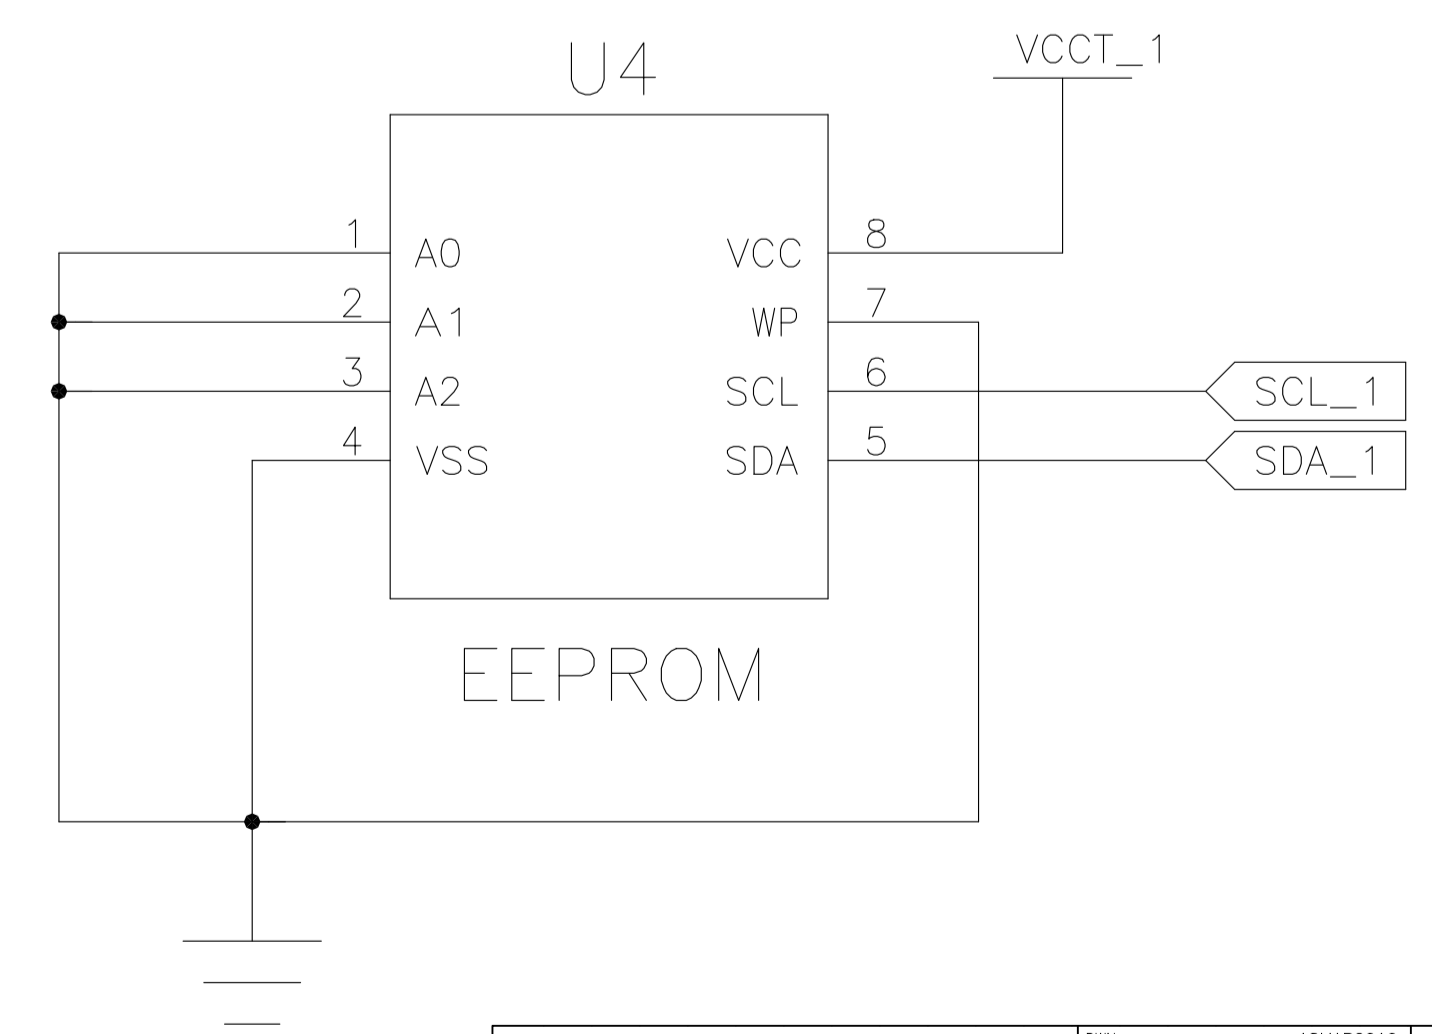 U4
VCCT_1
1 A0 VCC 8
2 A1 WP 7
3 A2 SCL 6 SCL_1
4 VSS SDA 5 SDA_1
EEPROM